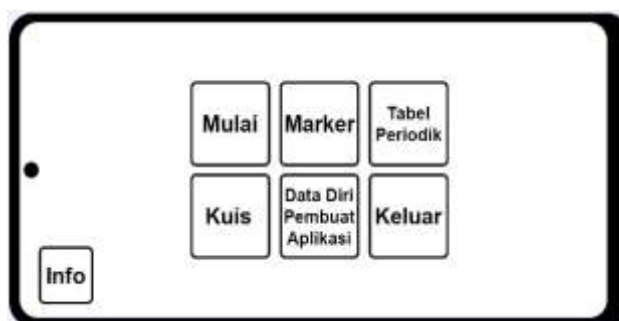 Mulai
Marker
Tabel
Periodik
Kuis
Data Diri
Pembuat
Aplikasi
Keluar
Info